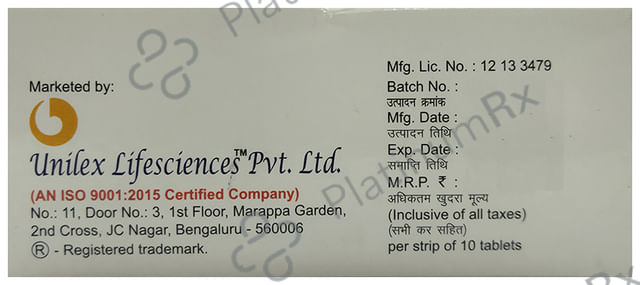 Marketed by:
Unilex Lifesciences™ Pvt. Ltd.
(AN ISO 9001:2015 Certified Company)
No.: 11, Door No.: 3, 1st Floor, Marappa Garden,
2nd Cross, JC Nagar, Bengaluru - 560006
® - Registered trademark.
Mfg. Lic. No. : 12 13 3479
Batch No. :
उत्पादन क्रमांक
Mfg. Date :
उत्पादन तिथि
Exp. Date :
समाप्ति तिथि
M.R.P. ₹ :
अधिकतम खुदरा मूल्य
(Inclusive of all taxes)
(सभी कर सहित)
per strip of 10 tablets
PlatinumRx